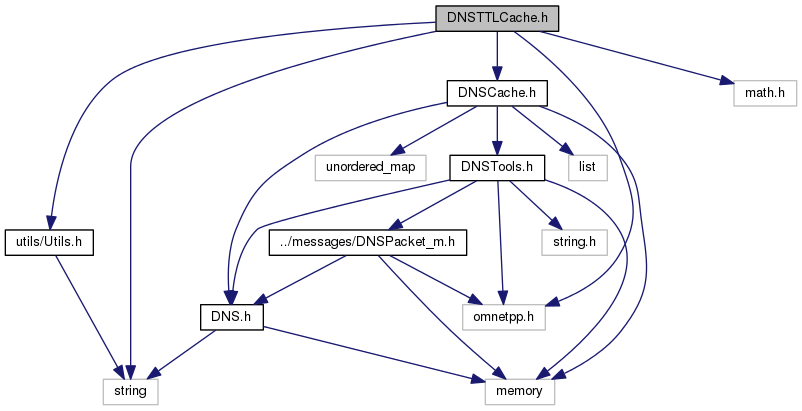 DNSTTLCache.h
DNSCache.h
math.h
unordered_map
DNSTools.h
list
utils/Utils.h
../messages/DNSPacket_m.h
string.h
DNS.h
omnetpp.h
string
memory